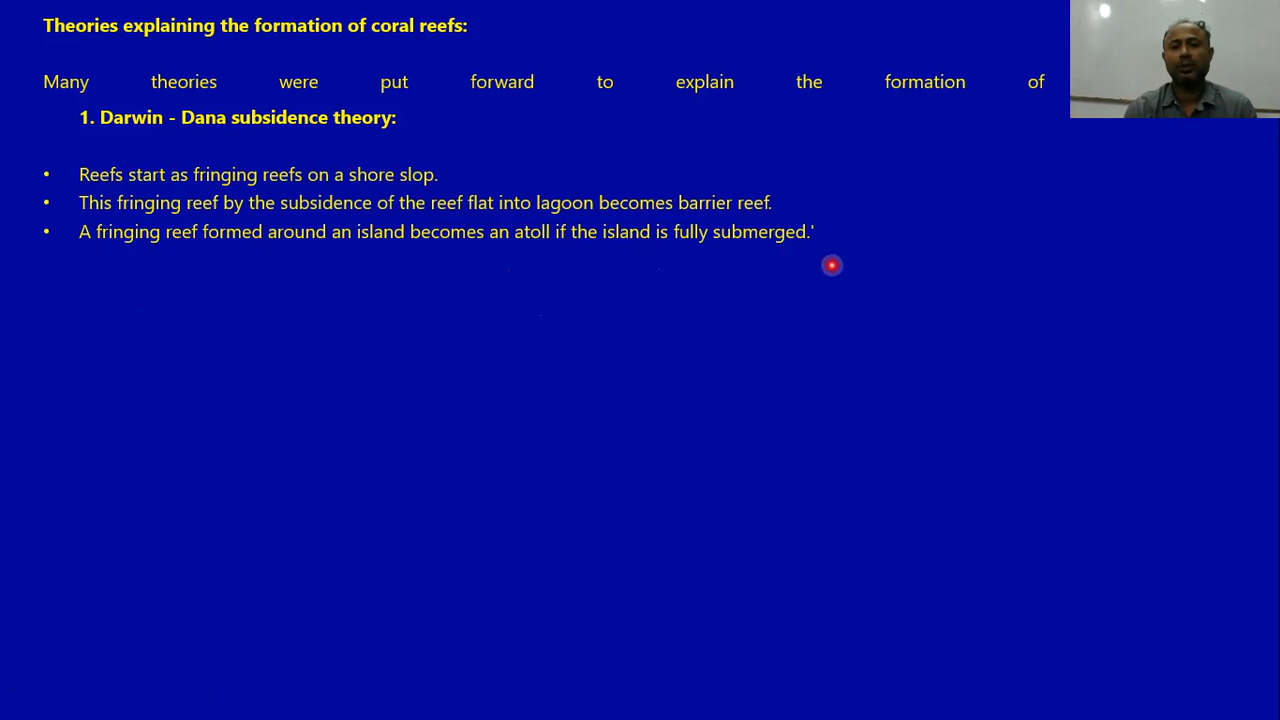 Theories explaining the formation of coral reefs:
Many theories were put forward to explain the formation of
1. Darwin - Dana subsidence theory:
• Reefs start as fringing reefs on a shore slop.
• This fringing reef by the subsidence of the reef flat into lagoon becomes barrier reef.
• A fringing reef formed around an island becomes an atoll if the island is fully submerged.'